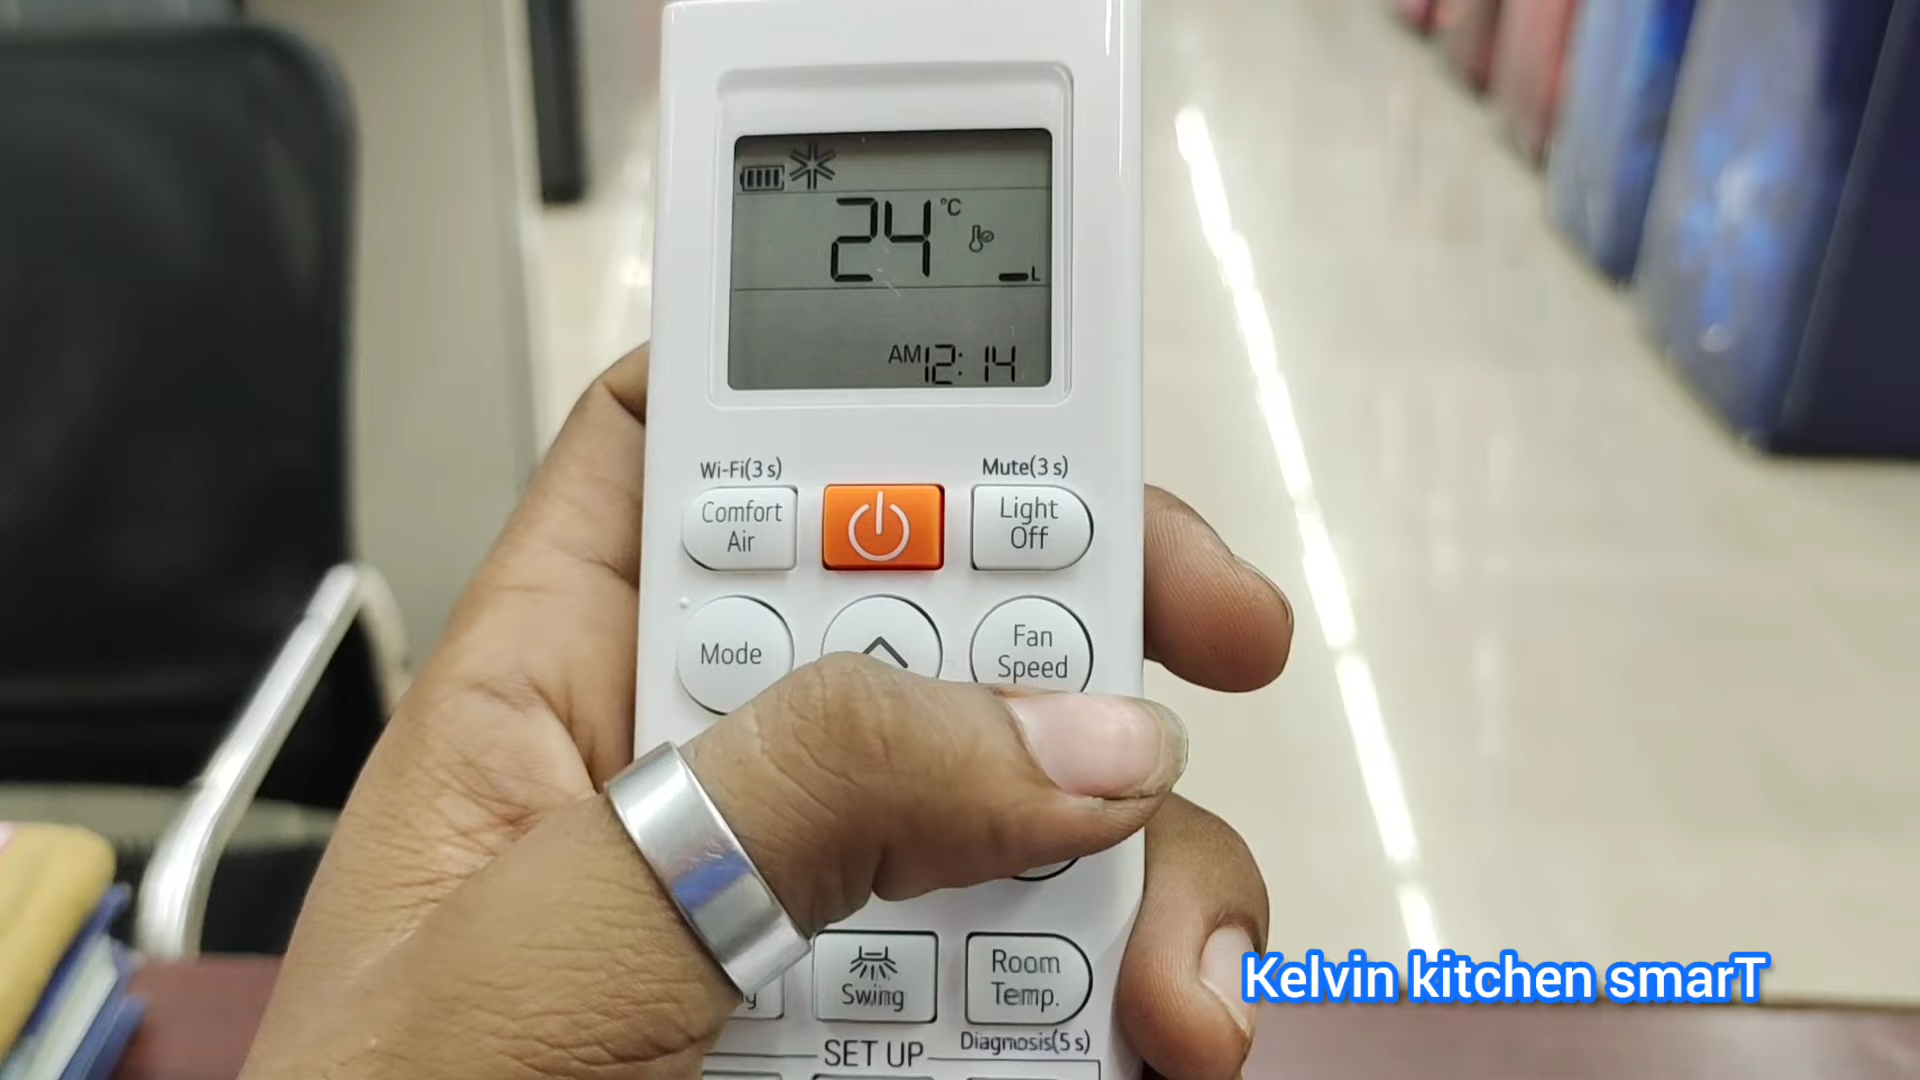 24 °C
L
AM 12:14
Wi-Fi(3 s)
Mute(3 s)
Comfort
Air
Light
Off
Mode
Fan
Speed
Swing
Room
Temp.
SET UP
Diagnosis(5 s)
Kelvin kitchen smarT